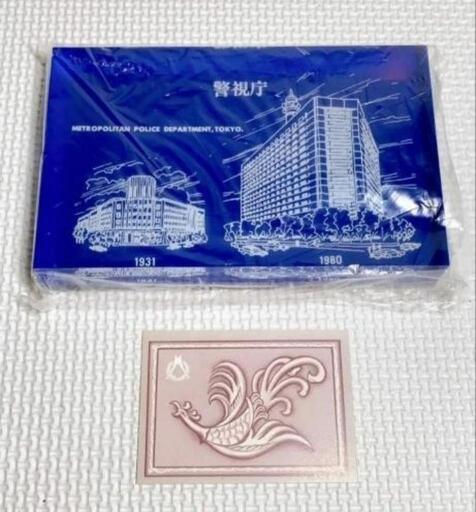 警視庁
METROPOLITAN POLICE DEPARTMENT, TOKYO.
1931
1980